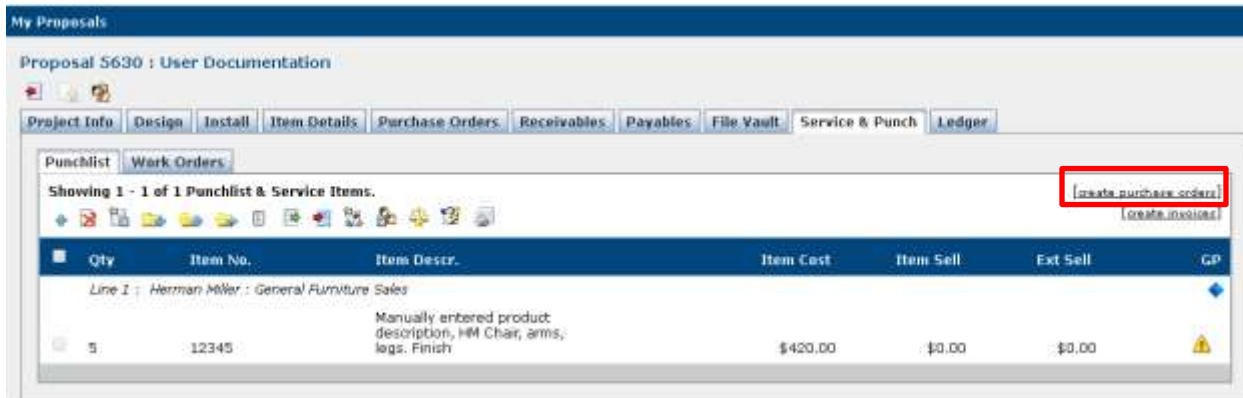 My Proposals
Proposal 5630 : User Documentation
Project Info Design Install Item Details Purchase Orders Receivables Payables File Vault Service & Punch Ledger
Punchlist Work Orders
Showing 1 - 1 of 1 Punchlist & Service Items.
[create purchase orders]
[create invoices]
Qty Item No. Item Descr. Item Cost Item Sell Ext Sell GP
Line 1 : Herman Miller : General Furniture Sales
Manually entered product
description, HM Chair, arms,
5 12345 legs. Finish $420.00 $0.00 $0.00